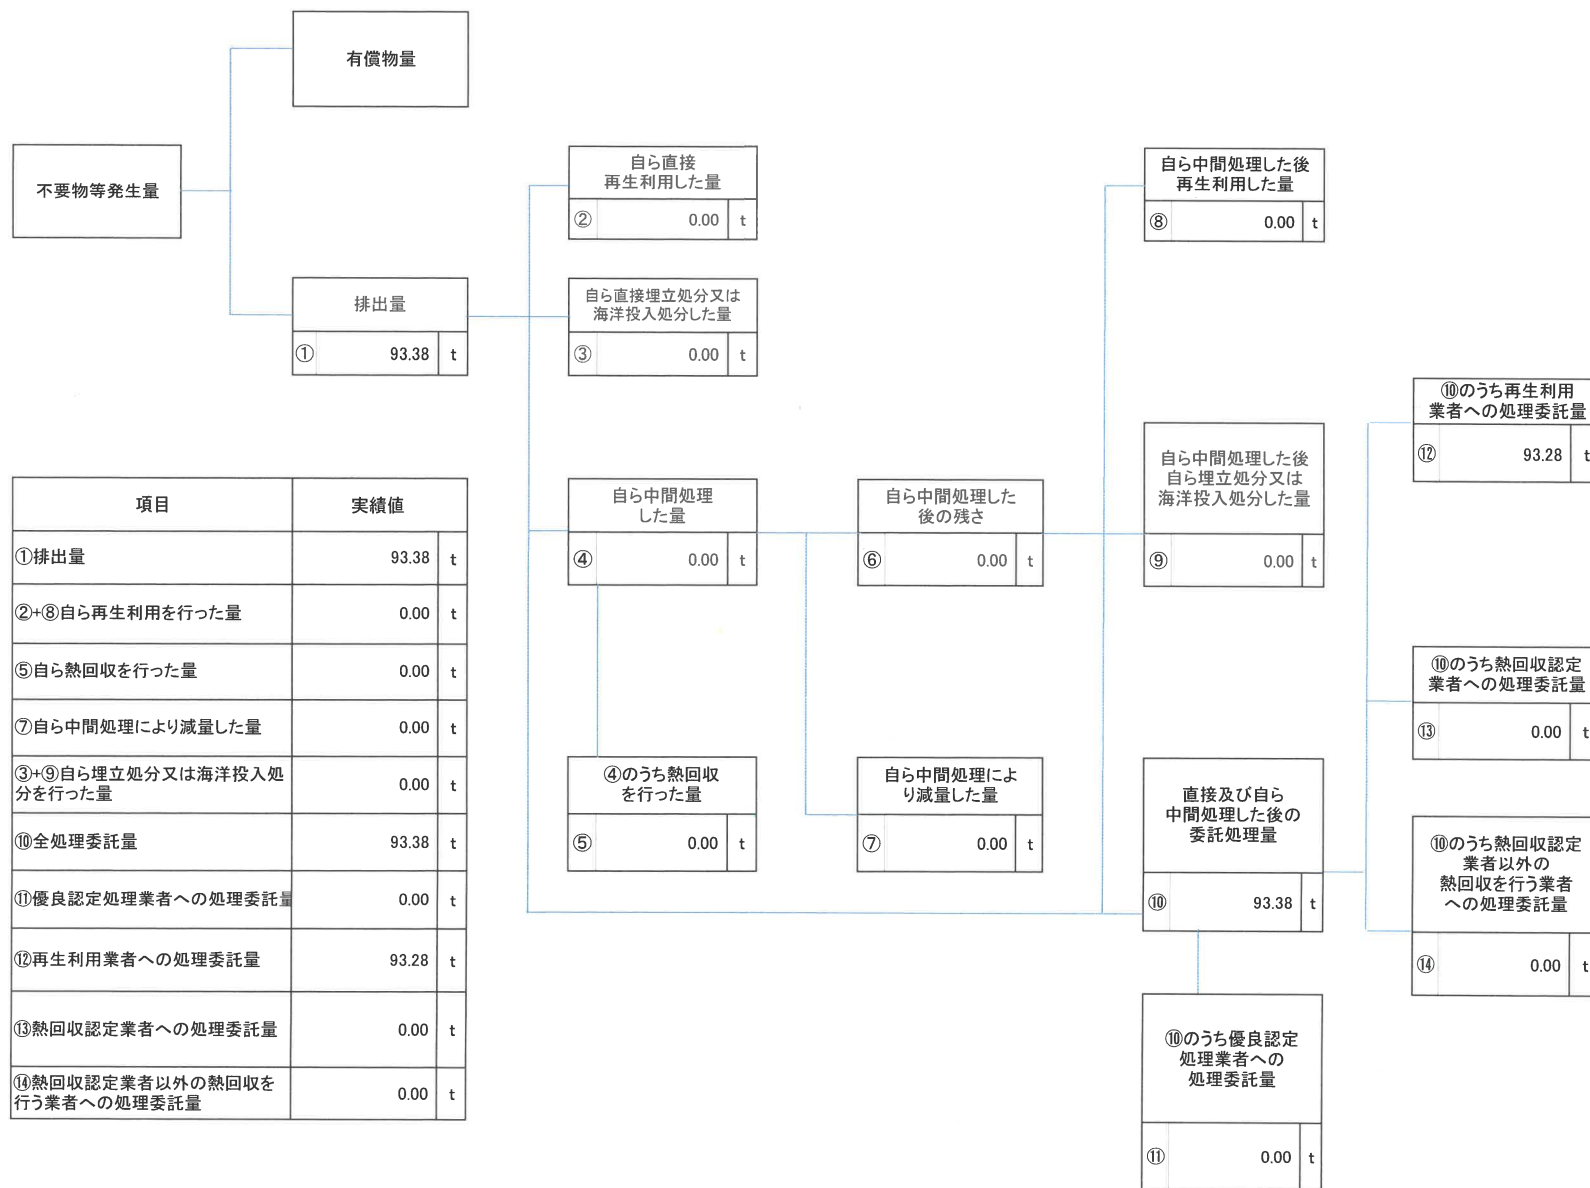 有償物量
不要物等発生量
排出量
① 93.38 t
自ら直接
再生利用した量
② 0.00 t
自ら直接埋立処分又は
海洋投入処分した量
③ 0.00 t
自ら中間処理
した量
④ 0.00 t
④のうち熱回収
を行った量
⑤ 0.00 t
自ら中間処理した
後の残さ
⑥ 0.00 t
自ら中間処理によ
り減量した量
⑦ 0.00 t
自ら中間処理した後
再生利用した量
⑧ 0.00 t
自ら中間処理した後
自ら埋立処分又は
海洋投入処分した量
⑨ 0.00 t
直接及び自ら
中間処理した後の
委託処理量
⑩ 93.38 t
⑩のうち優良認定
処理業者への
処理委託量
⑪ 0.00 t
⑩のうち再生利用
業者への処理委託量
⑫ 93.28 t
⑩のうち熱回収認定
業者への処理委託量
⑬ 0.00 t
⑩のうち熱回収認定
業者以外の
熱回収を行う業者
への処理委託量
⑭ 0.00 t
項目 実績値
①排出量 93.38 t
②+⑧自ら再生利用を行った量 0.00 t
⑤自ら熱回収を行った量 0.00 t
⑦自ら中間処理により減量した量 0.00 t
③+⑨自ら埋立処分又は海洋投入処
分を行った量 0.00 t
⑩全処理委託量 93.38 t
⑪優良認定処理業者への処理委託量 0.00 t
⑫再生利用業者への処理委託量 93.28 t
⑬熱回収認定業者への処理委託量 0.00 t
⑭熱回収認定業者以外の熱回収を
行う業者への処理委託量 0.00 t